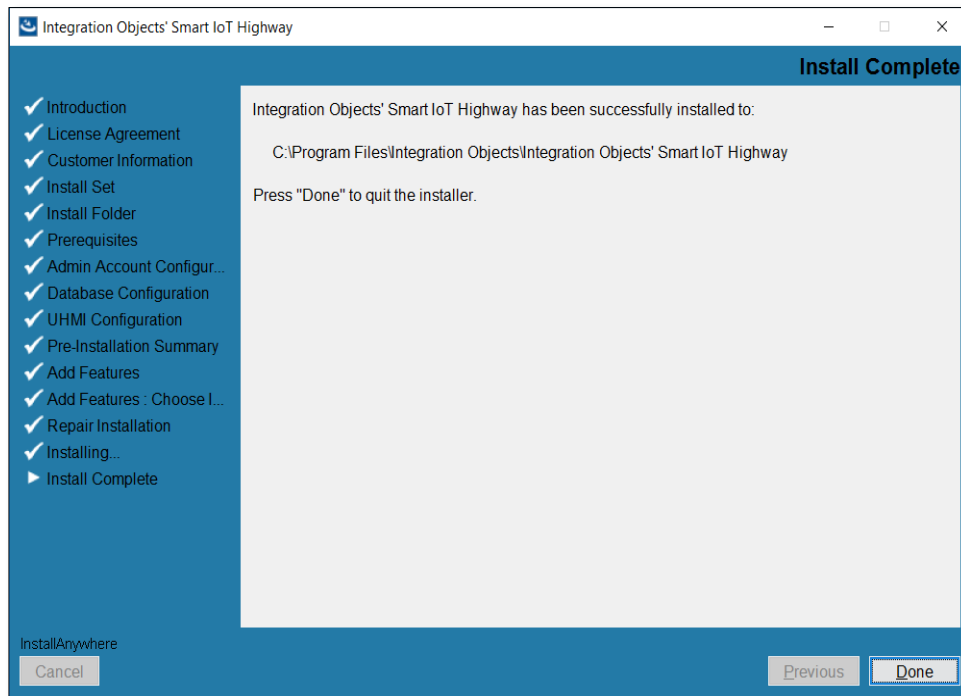 Integration Objects' Smart IoT Highway
Install Complete
Introduction
License Agreement
Customer Information
Install Set
Install Folder
Prerequisites
Admin Account Configur...
Database Configuration
UHMI Configuration
Pre-Installation Summary
Add Features
Add Features : Choose I...
Repair Installation
Installing...
Install Complete
Integration Objects' Smart IoT Highway has been successfully installed to:
C:\Program Files\Integration Objects\Integration Objects' Smart IoT Highway
Press "Done" to quit the installer.
InstallAnywhere
Cancel
Previous
Done